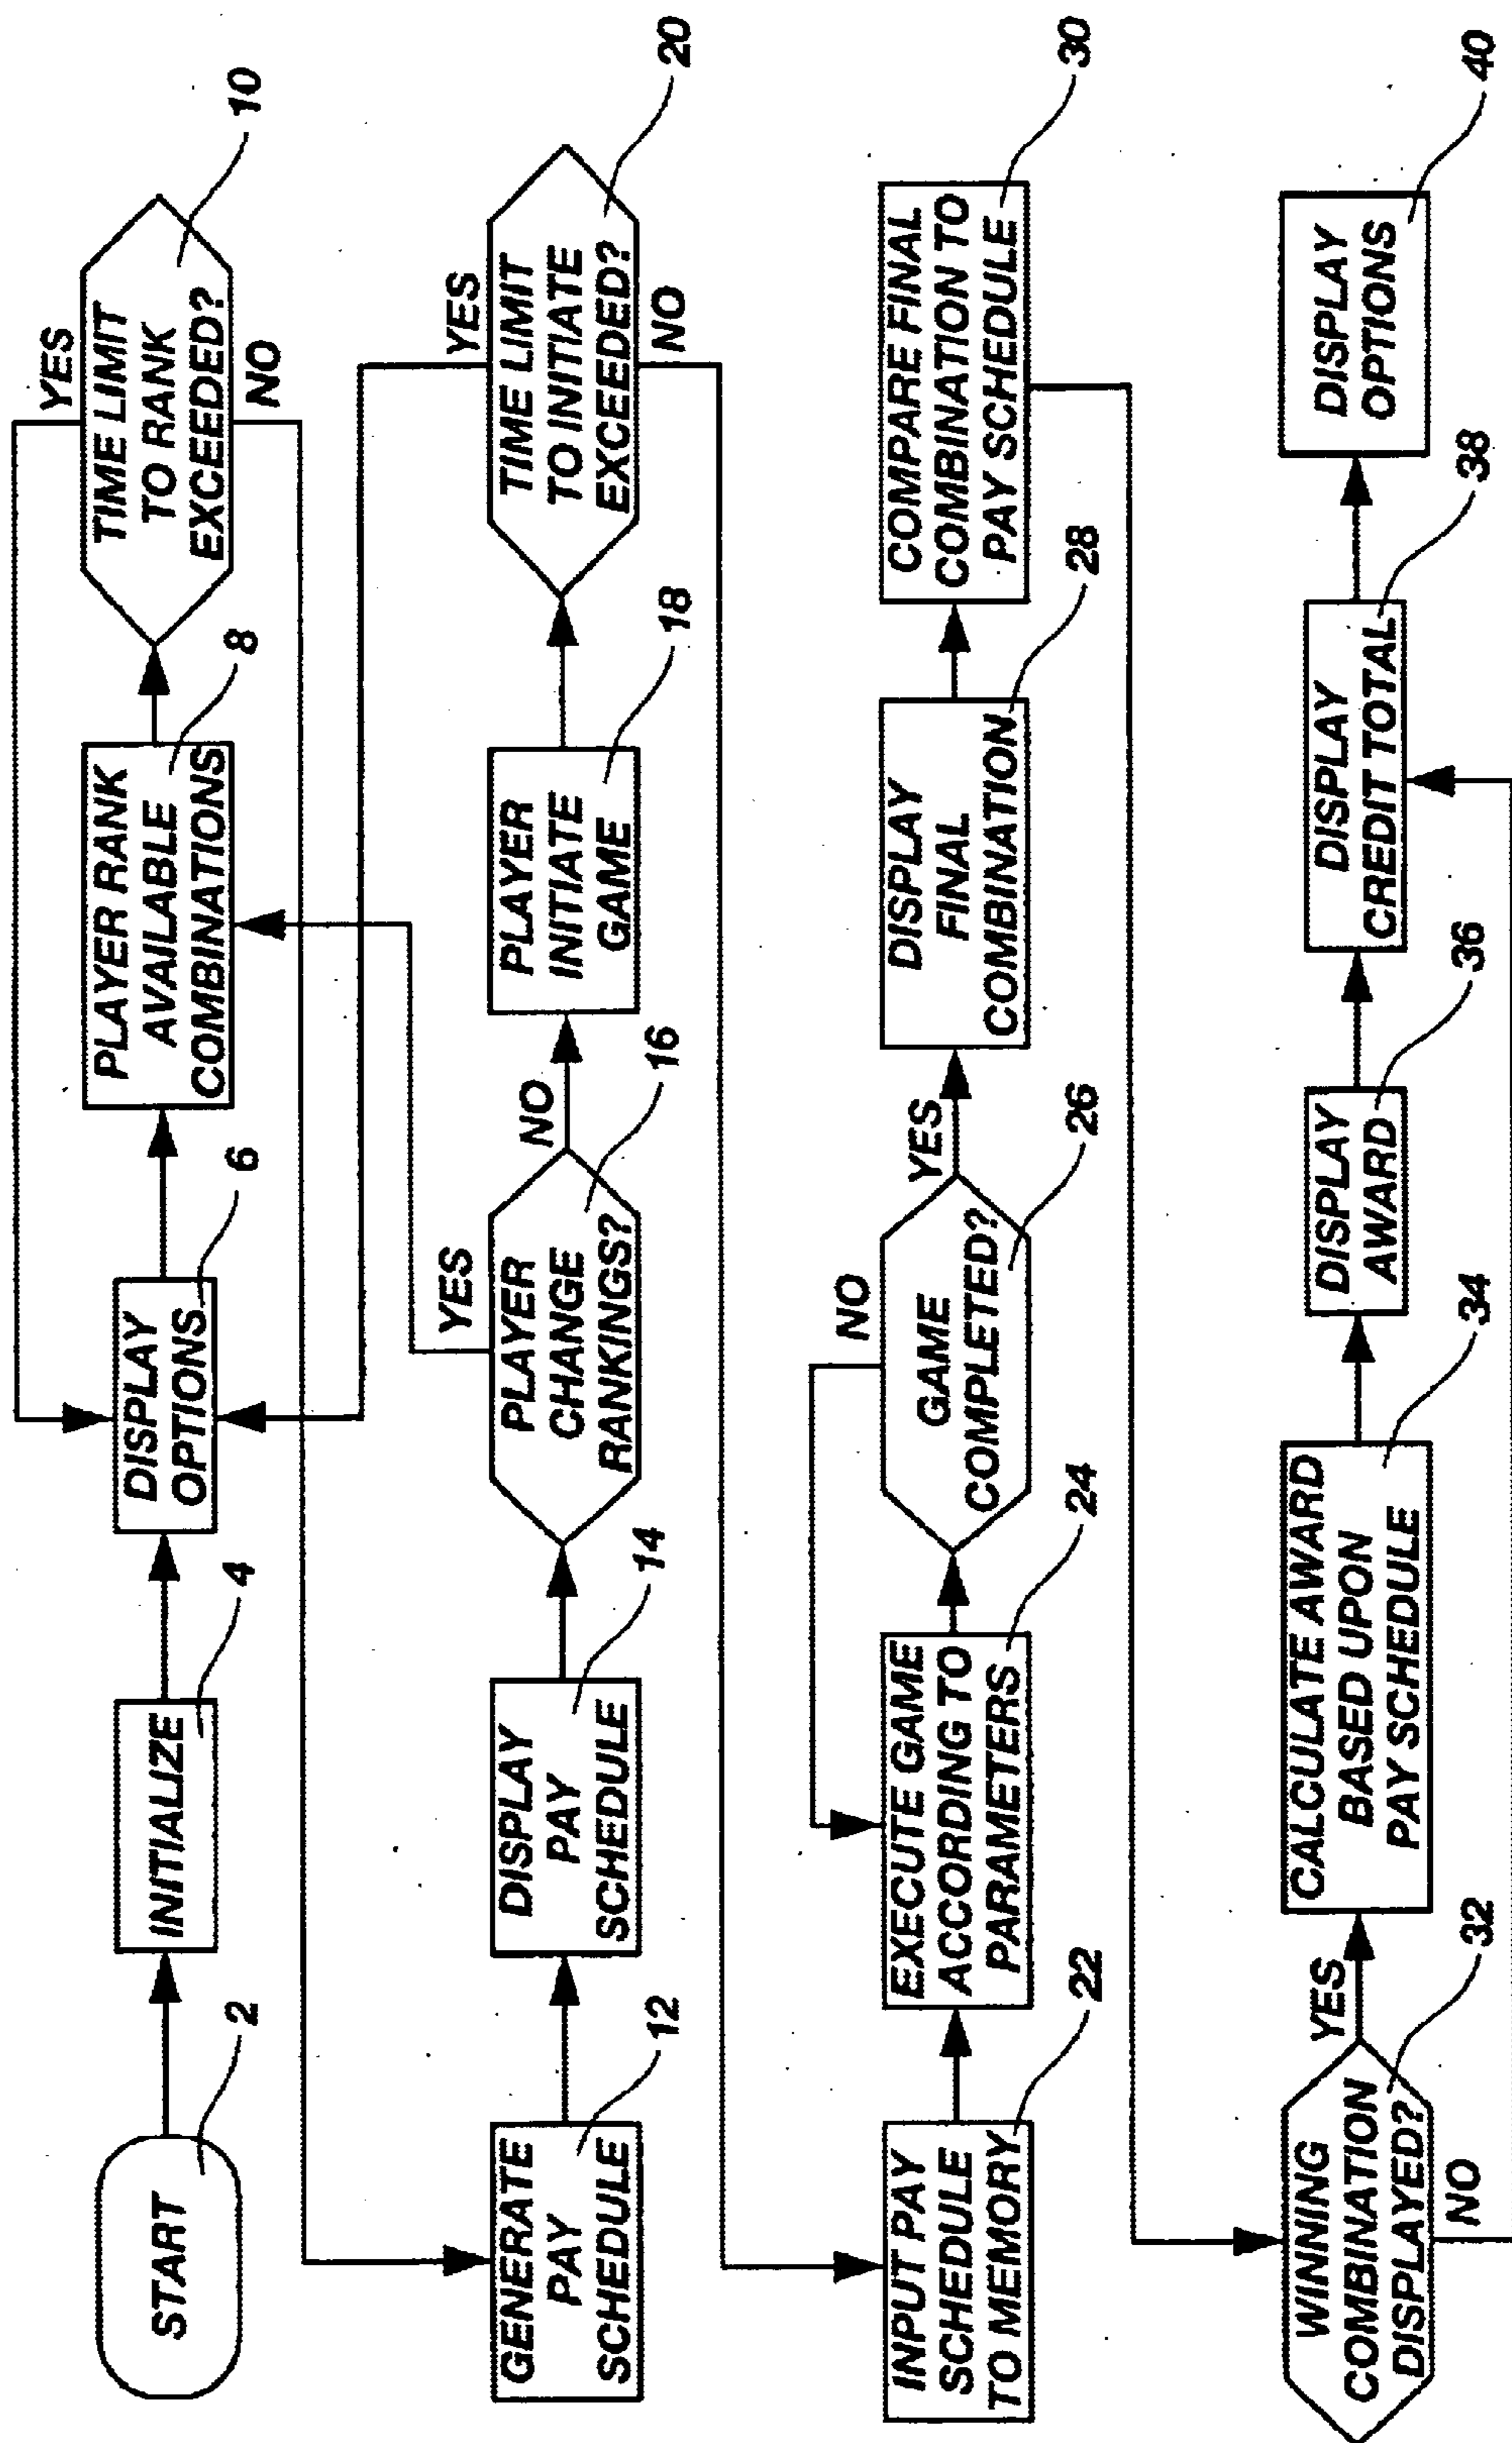 START
2
INITIALIZE
4
DISPLAY
OPTIONS
6
PLAYER RANK
AVAILABLE
COMBINATIONS
8
TIME LIMIT
TO RANK
EXCEEDED?
10
YES
NO
GENERATE
PAY
SCHEDULE
12
DISPLAY
PAY
SCHEDULE
14
PLAYER
CHANGE
RANKINGS?
16
YES
NO
PLAYER
INITIATE
GAME
18
TIME LIMIT
TO INITIATE
EXCEEDED?
20
YES
NO
INPUT PAY
SCHEDULE
TO MEMORY
22
EXECUTE GAME
ACCORDING TO
PARAMETERS
24
GAME
COMPLETED?
26
NO
YES
DISPLAY
FINAL
COMBINATION
28
COMPARE FINAL
COMBINATION TO
PAY SCHEDULE
30
WINNING
COMBINATION
DISPLAYED?
32
YES
NO
CALCULATE AWARD
BASED UPON
PAY SCHEDULE
34
DISPLAY
AWARD
36
DISPLAY
CREDIT TOTAL
38
DISPLAY
OPTIONS
40